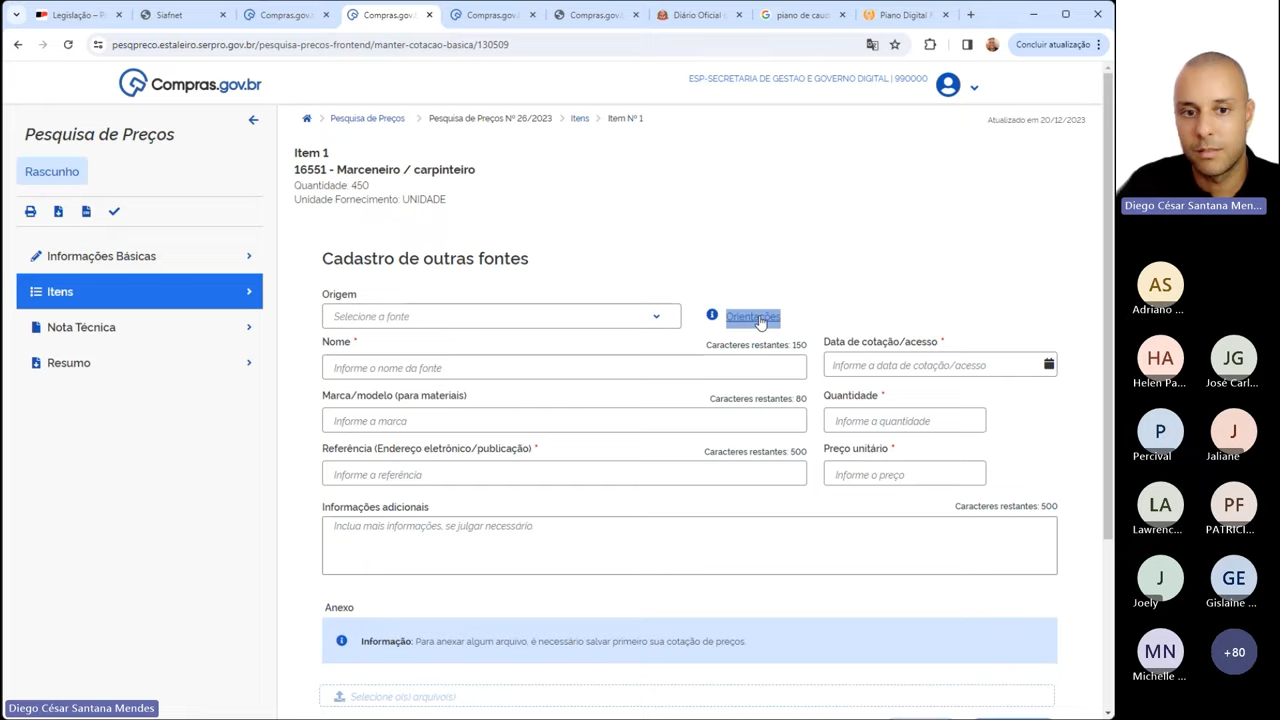 Legislação – P
Siafnet
Compras.gov.
Compras.gov.
Compras.gov.
Compras.gov.
Diário Oficial
piano de cau
Piano Digital
pesqpreco.estaleiro.serpro.gov.br/pesquisa-precos-frontend/manter-cotacao-basica/130509
Concluir atualização
Compras.gov.br
ESP-SECRETARIA DE GESTAO E GOVERNO DIGITAL | 990000
Pesquisa de Preços
Rascunho
Informações Básicas
Itens
Nota Técnica
Resumo
Pesquisa de Preços
Pesquisa de Preços Nº 26/2023
Itens
Item Nº 1
Atualizado em 20/12/2023
Item 1
16551 - Marceneiro / carpinteiro
Quantidade: 450
Unidade Fornecimento: UNIDADE
Cadastro de outras fontes
Origem
Selecione a fonte
Orientações
Nome *
Caracteres restantes: 150
Informe o nome da fonte
Data de cotação/acesso *
Informe a data de cotação/acesso
Marca/modelo (para materiais)
Caracteres restantes: 80
Informe a marca
Quantidade *
Informe a quantidade
Referência (Endereço eletrônico/publicação) *
Caracteres restantes: 500
Informe a referência
Preço unitário *
Informe o preço
Informações adicionais
Caracteres restantes: 500
Inclua mais informações, se julgar necessário
Anexo
Informação: Para anexar algum arquivo, é necessário salvar primeiro sua cotação de preços.
Selecione o(s) arquivo(s)
Diego César Santana Mendes
Diego César Santana Men...
AS
Adriano ...
HA
Helen Pa...
JG
José Carl...
P
Percival
J
Jaliane
LA
Lawrenc...
PF
PATRICI...
J
Joely
GE
Gislaine ...
MN
Michelle ...
+80